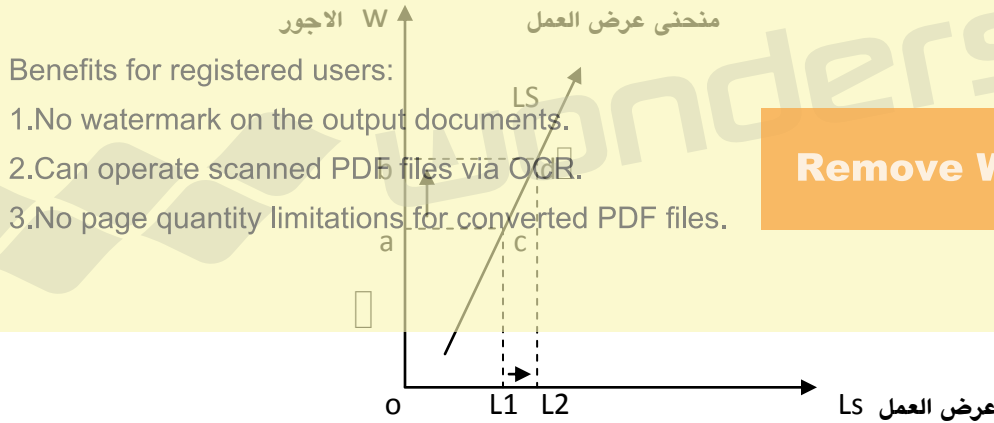 الاجور W
منحنى عرض العمل
Benefits for registered users:
LS
1.No watermark on the output documents.
2.Can operate scanned PDF files via OCR.
d
Remove W
3.No page quantity limitations for converted PDF files.
a
c
o
L1
L2
عرض العمل Ls
wonders